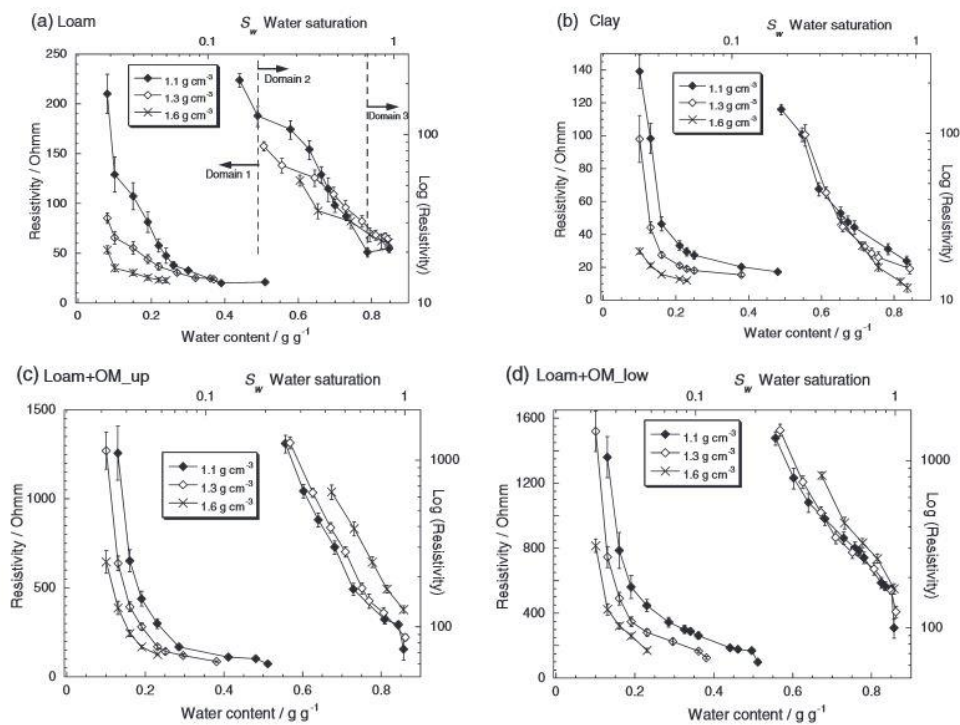 (a) Loam
S_w Water saturation
0.1 1
250
200
150
100
50
0
Resistivity / Ohmm
1.1 g cm⁻³
1.3 g cm⁻³
1.6 g cm⁻³
Domain 2
Domain 3
Domain 1
100
10
Log (Resistivity)
0 0.2 0.4 0.6 0.8
Water content / g g⁻¹
(b) Clay
S_w Water saturation
0.1 1
140
120
100
80
60
40
20
0
Resistivity / Ohmm
1.1 g cm⁻³
1.3 g cm⁻³
1.6 g cm⁻³
100
10
Log (Resistivity)
0 0.2 0.4 0.6 0.8
Water content / g g⁻¹
(c) Loam+OM_up
S_w Water saturation
0.1 1
1500
1000
500
0
Resistivity / Ohmm
1.1 g cm⁻³
1.3 g cm⁻³
1.6 g cm⁻³
1000
100
Log (Resistivity)
0 0.2 0.4 0.6 0.8
Water content / g g⁻¹
(d) Loam+OM_low
S_w Water saturation
0.1 1
1600
1200
800
400
0
Resistivity / Ohmm
1.1 g cm⁻³
1.3 g cm⁻³
1.6 g cm⁻³
1000
100
Log (Resistivity)
0 0.2 0.4 0.6 0.8
Water content / g g⁻¹